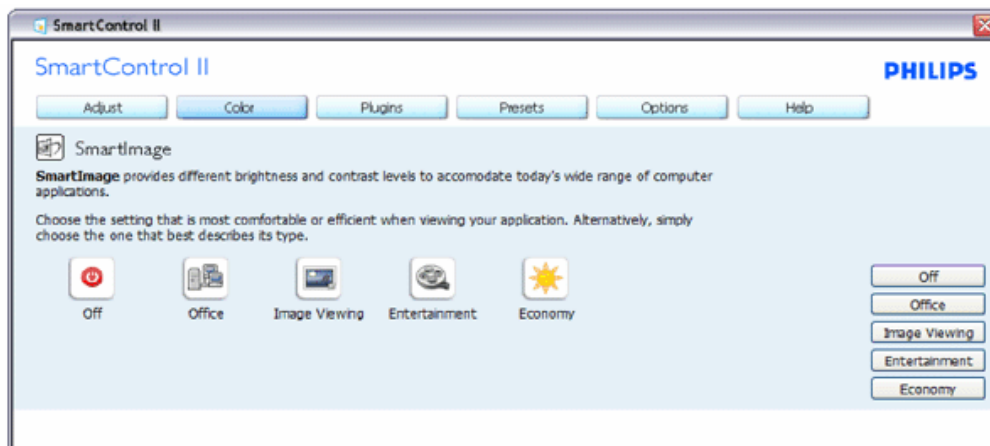 SmartControl II
SmartControl II
PHILIPS
Adjust Color Plugins Presets Options Help
SmartImage
SmartImage provides different brightness and contrast levels to accomodate today's wide range of computer
applications.
Choose the setting that is most comfortable or efficient when viewing your application. Alternatively, simply
choose the one that best describes its type.
Off Office Image Viewing Entertainment Economy
Off
Office
Image Viewing
Entertainment
Economy